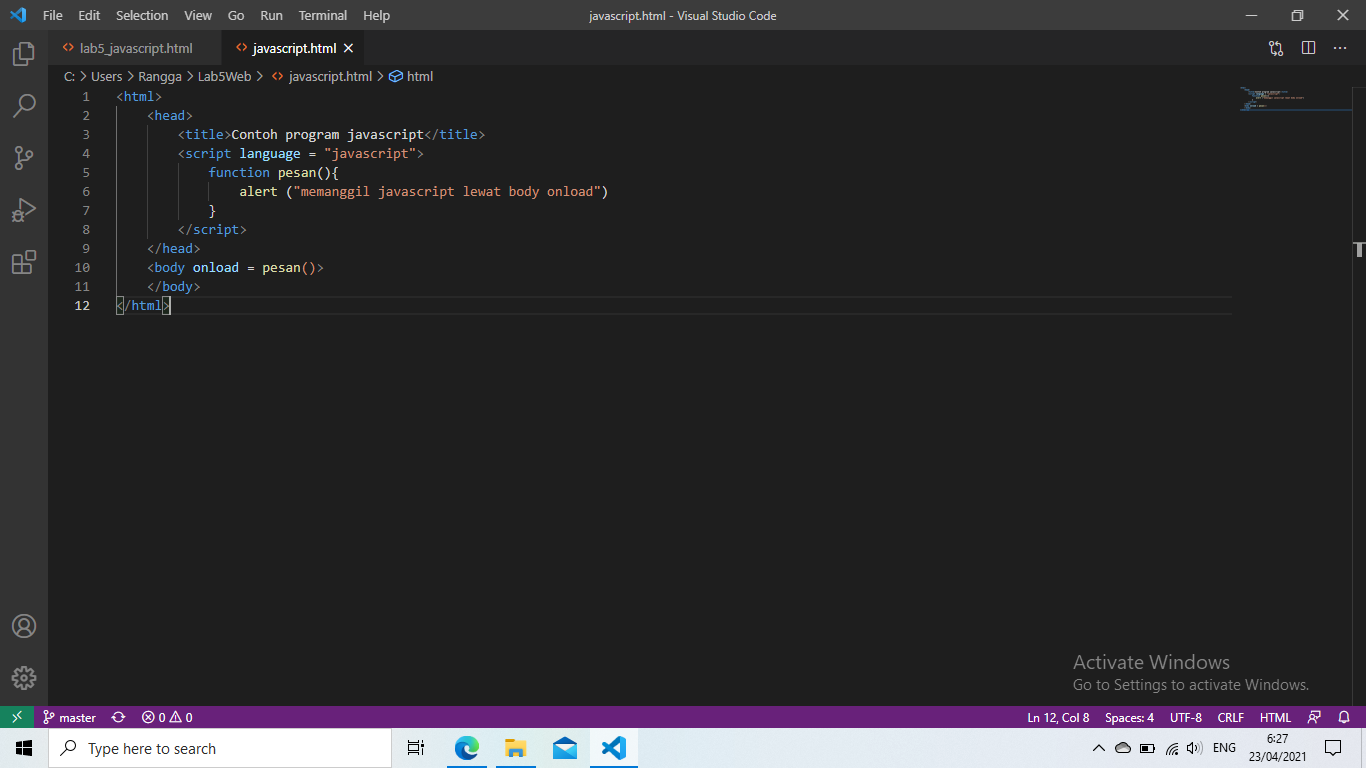 File Edit Selection View Go Run Terminal Help javascript.html - Visual Studio Code
lab5_javascript.html javascript.html
C: > Users > Rangga > Lab5Web > javascript.html > html
1 <html>
2 <head>
3 <title>Contoh program javascript</title>
4 <script language = "javascript">
5 function pesan(){
6 alert ("memanggil javascript lewat body onload")
7 }
8 </script>
9 </head>
10 <body onload = pesan()>
11 </body>
12 </html>
Activate Windows
Go to Settings to activate Windows.
master 0 0 Ln 12, Col 8 Spaces: 4 UTF-8 CRLF HTML
Type here to search ENG 6:27
23/04/2021